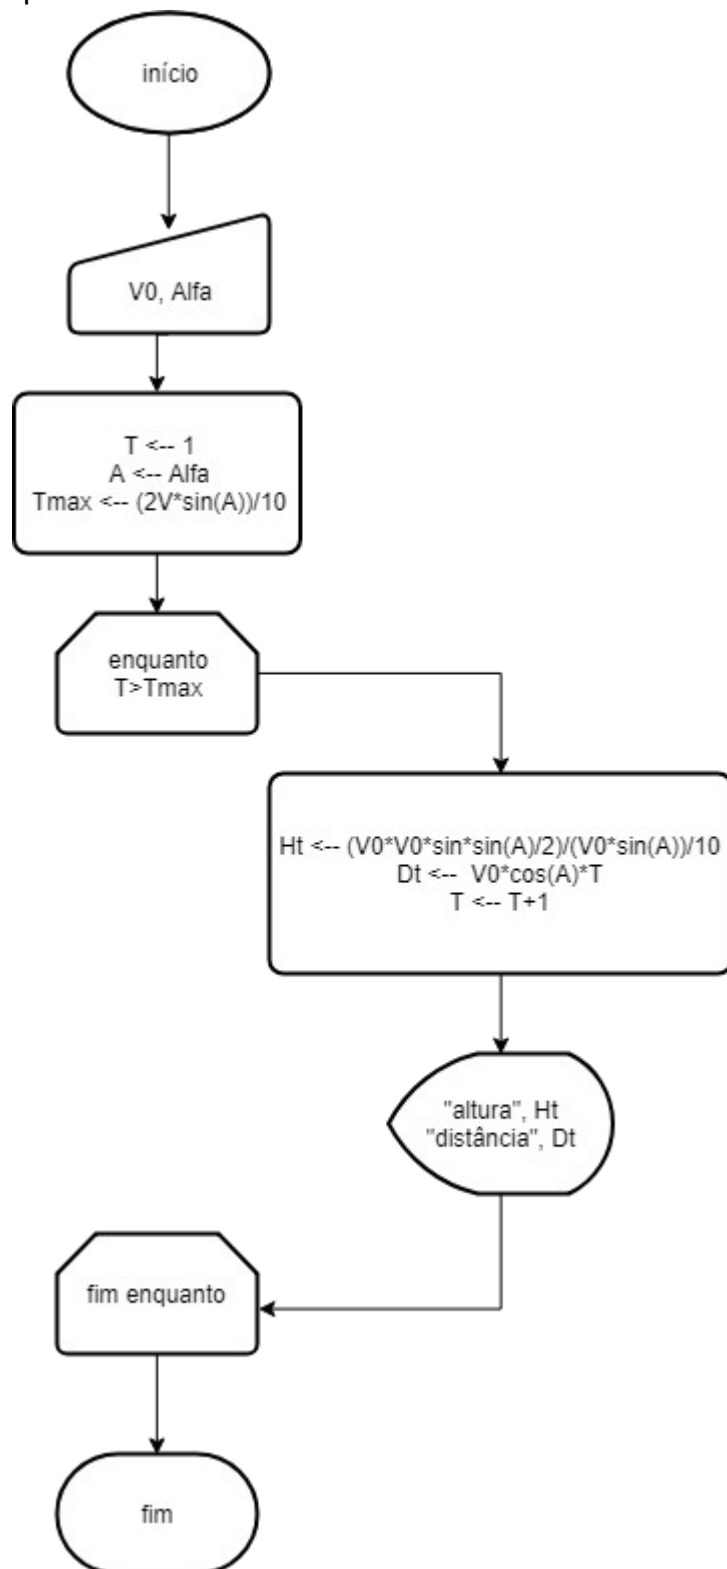 início
V0, Alfa
T <-- 1
A <-- Alfa
Tmax <-- (2V*sin(A))/10
enquanto
T>Tmax
Ht <-- (V0*V0*sin*sin(A)/2)/(V0*sin(A))/10
Dt <-- V0*cos(A)*T
T <-- T+1
"altura", Ht
"distância", Dt
fim enquanto
fim